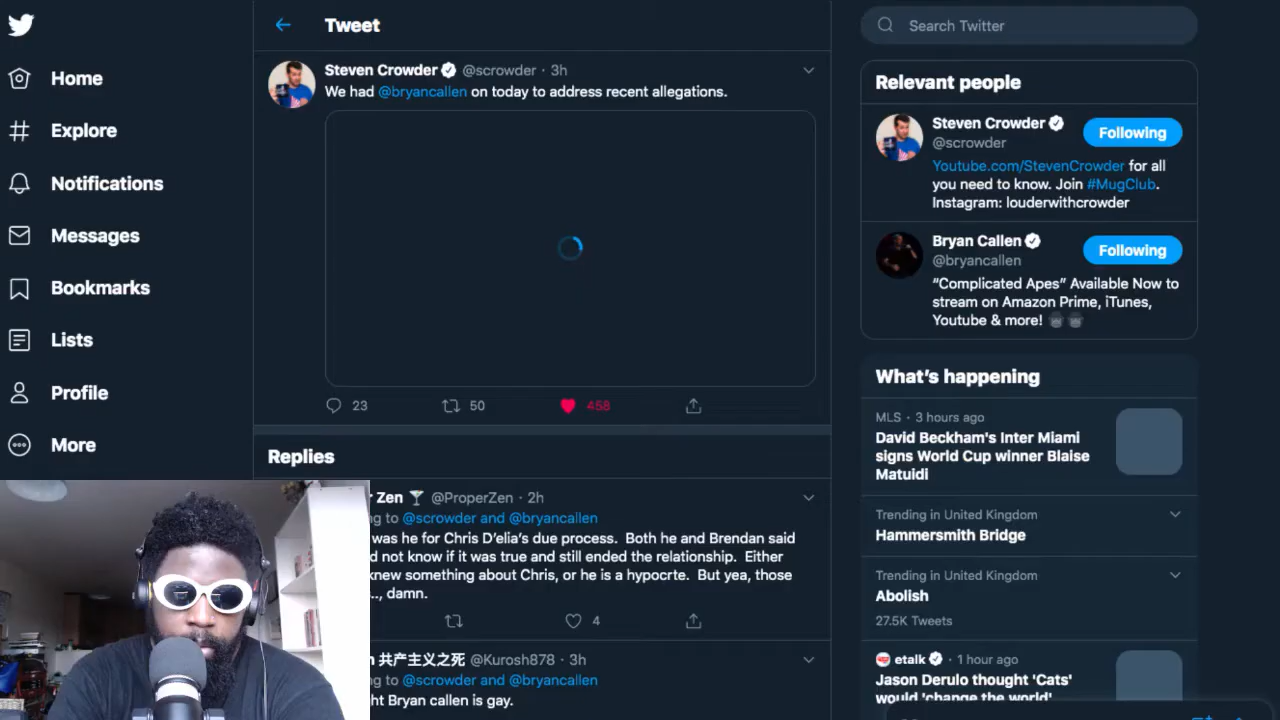 Home
Explore
Notifications
Messages
Bookmarks
Lists
Profile
More
Tweet
Steven Crowder @scrowder · 3h
We had @bryancallen on today to address recent allegations.
23
50
458
Replies
Zen 🍸 @ProperZen · 2h
to @scrowder and @bryancallen
was he for Chris D'elia's due process. Both he and Brendan said
not know if it was true and still ended the relationship. Either
knew something about Chris, or he is a hypocrte. But yea, those
damn.
4
共产主义之死 @Kurosh878 · 3h
to @scrowder and @bryancallen
Bryan callen is gay.
Search Twitter
Relevant people
Steven Crowder
@scrowder
Following
Youtube.com/StevenCrowder for all
you need to know. Join #MugClub.
Instagram: louderwithcrowder
Bryan Callen
@bryancallen
Following
“Complicated Apes” Available Now to
stream on Amazon Prime, iTunes,
Youtube & more! 🙈🙈
What's happening
MLS · 3 hours ago
David Beckham's Inter Miami
signs World Cup winner Blaise
Matuidi
Trending in United Kingdom
Hammersmith Bridge
Trending in United Kingdom
Abolish
27.5K Tweets
etalk · 1 hour ago
Jason Derulo thought 'Cats'
would 'change the world'